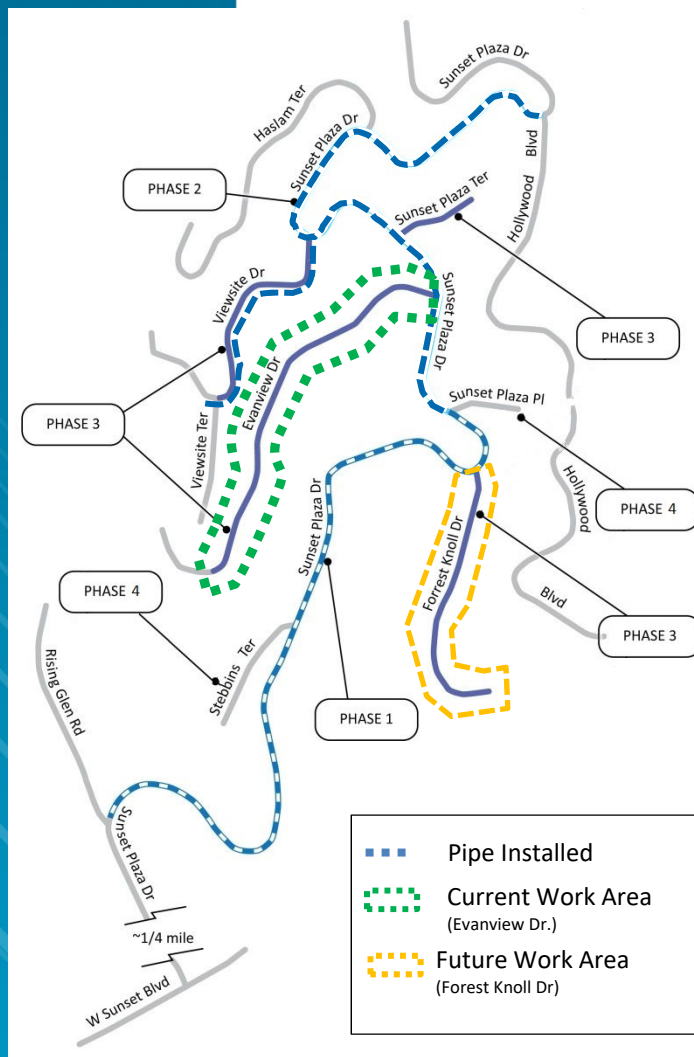 Sunset Plaza Dr
Haslam Ter
Sunset Plaza Dr
PHASE 2
Blvd
Hollywood
Sunset Plaza Ter
Viewsite Dr
Sunset Plaza Dr
PHASE 3
Evanview Dr
Sunset Plaza Pl
PHASE 3
Viewsite Ter
Hollywood
Blvd
PHASE 4
Sunset Plaza Dr
Forrest Knoll Dr
PHASE 4
PHASE 3
Stebbins Ter
Rising Glen Rd
PHASE 1
Sunset Plaza Dr
~1/4 mile
W Sunset Blvd
Pipe Installed
Current Work Area
(Evanview Dr.)
Future Work Area
(Forest Knoll Dr)